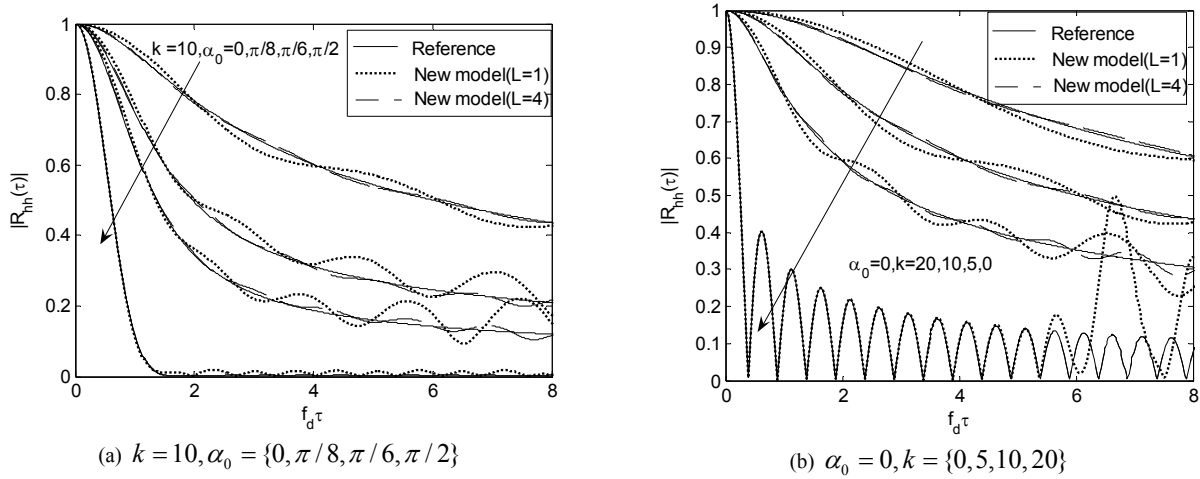 k =10,α₀=0,π/8,π/6,π/2
Reference
New model(L=1)
New model(L=4)
1
0.8
0.6
0.4
0.2
0
0 2 4 6 8
|R_hh(τ)|
f_dτ
(a) k = 10, α₀ = {0, π / 8, π / 6, π / 2}
Reference
New model(L=1)
New model(L=4)
1
0.9
0.8
0.7
0.6
0.5
0.4
0.3
0.2
0.1
0
0 2 4 6 8
|R_hh(τ)|
α₀=0,k=20,10,5,0
f_dτ
(b) α₀ = 0, k = {0,5,10,20}